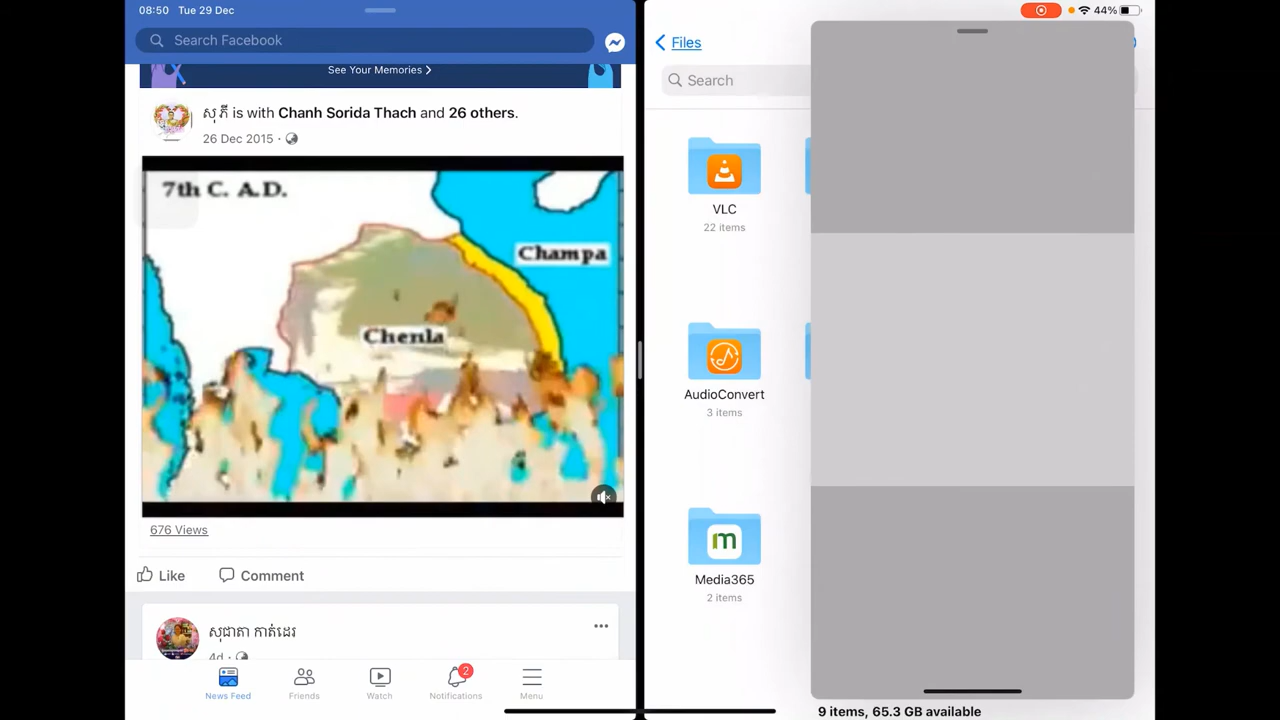 08:50 Tue 29 Dec
Search Facebook
See Your Memories
សុភី is with Chanh Sorida Thach and 26 others.
26 Dec 2015
7th C. A.D.
Champa
Chenla
676 Views
Like
Comment
សុជាតា កាត់ដេរ
4d
News Feed
Friends
Watch
2
Notifications
Menu
44%
Files
Search
VLC
22 items
AudioConvert
3 items
Media365
2 items
9 items, 65.3 GB available